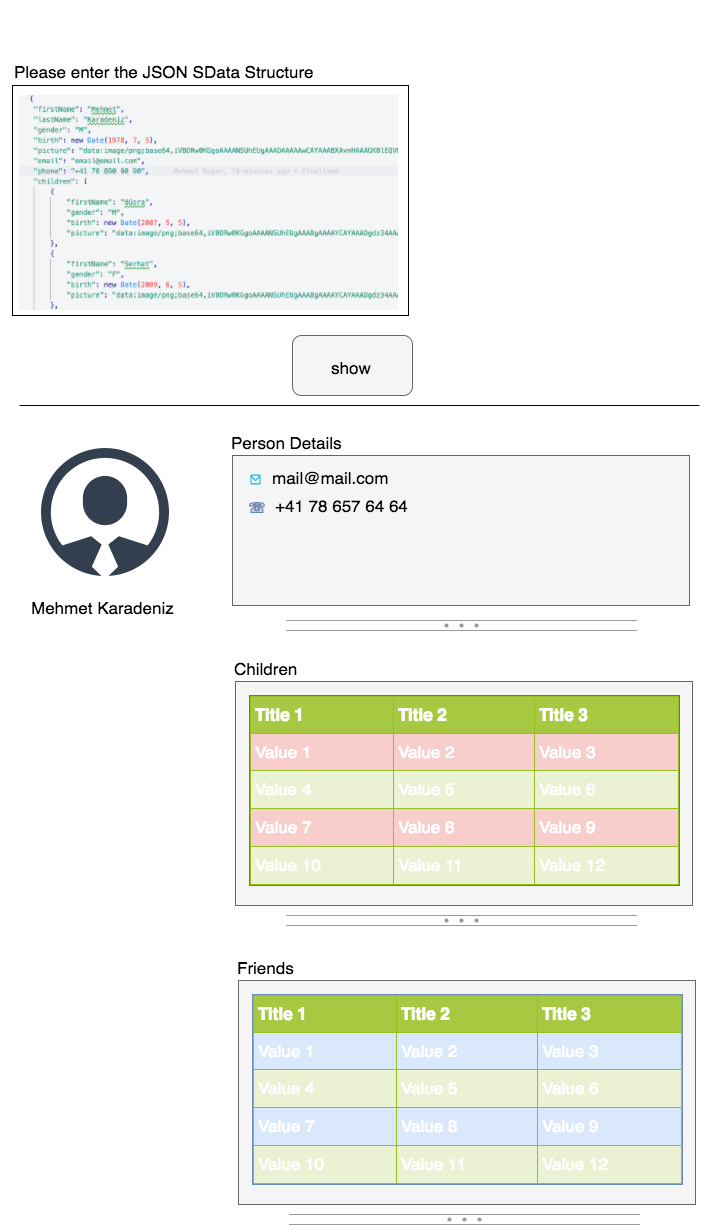 Please enter the JSON SData Structure
{
"firstName": "Mehmet",
"lastName": "Karadeniz",
"gender": "M",
"birth": new Date(1978, 7, 5),
"picture": "data:image/png;base64,iVBORw0KGgoAAAANSUhEUgAAADAAAAAwCAYAAABXAvmHAAAGK0lEQV
"email": "email@email.com",
"phone": "+41 76 890 90 90", Mehmet Dogan, 10 minutes ago • finalized
"children": [
{
"firstName": "Büsra",
"gender": "M",
"birth": new Date(2007, 5, 5),
"picture": "data:image/png;base64,iVBORw0KGgoAAAANSUhEUgAAABgAAAAYCAYAAADgdz34AA
},
{
"firstName": "Serhat",
"gender": "F",
"birth": new Date(2009, 6, 5),
"picture": "data:image/png;base64,iVBORw0KGgoAAAANSUhEUgAAABgAAAAYCAYAAADgdz34AA
},
show
Person Details
mail@mail.com
+41 78 657 64 64
Mehmet Karadeniz
Children
Title 1 Title 2 Title 3
Value 1 Value 2 Value 3
Value 4 Value 5 Value 6
Value 7 Value 8 Value 9
Value 10 Value 11 Value 12
Friends
Title 1 Title 2 Title 3
Value 1 Value 2 Value 3
Value 4 Value 5 Value 6
Value 7 Value 8 Value 9
Value 10 Value 11 Value 12